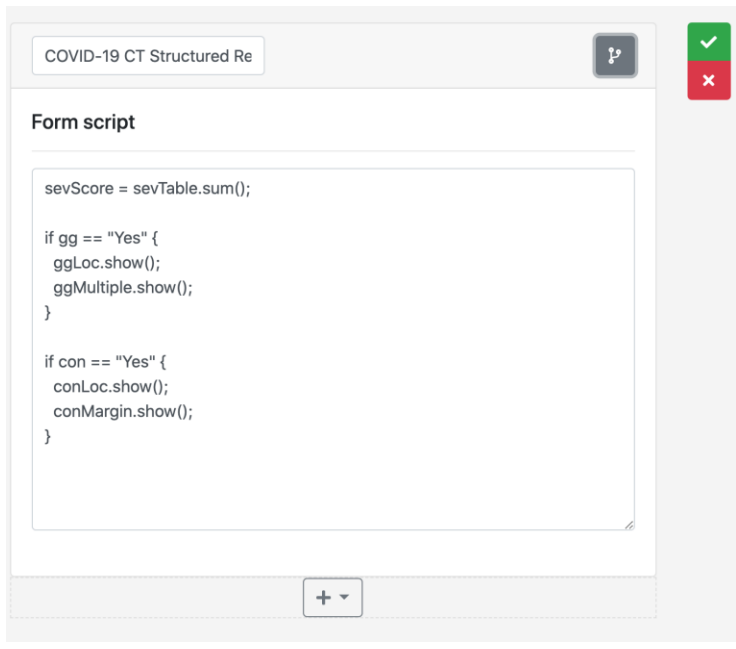 COVID-19 CT Structured Re
Form script
sevScore = sevTable.sum();
if gg == "Yes" {
ggLoc.show();
ggMultiple.show();
}
if con == "Yes" {
conLoc.show();
conMargin.show();
}